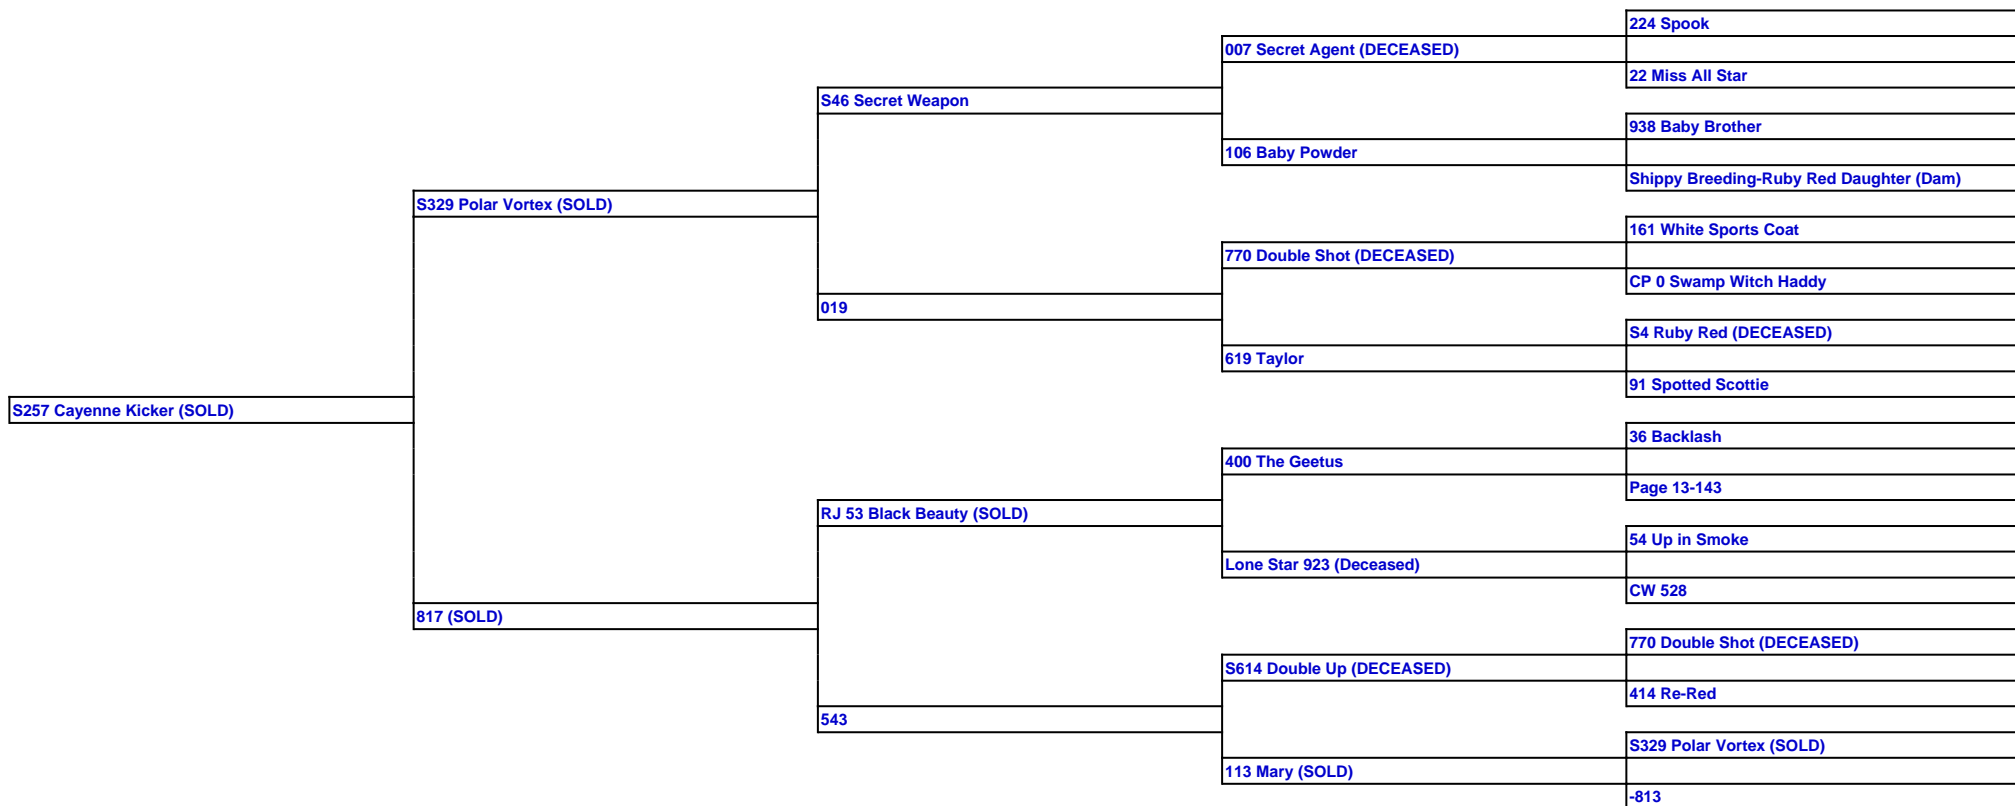 224 Spook
007 Secret Agent (DECEASED)
22 Miss All Star
S46 Secret Weapon
938 Baby Brother
106 Baby Powder
Shippy Breeding-Ruby Red Daughter (Dam)
S329 Polar Vortex (SOLD)
161 White Sports Coat
770 Double Shot (DECEASED)
CP 0 Swamp Witch Haddy
019
S4 Ruby Red (DECEASED)
619 Taylor
91 Spotted Scottie
S257 Cayenne Kicker (SOLD)
36 Backlash
400 The Geetus
Page 13-143
RJ 53 Black Beauty (SOLD)
54 Up in Smoke
Lone Star 923 (Deceased)
CW 528
817 (SOLD)
770 Double Shot (DECEASED)
S614 Double Up (DECEASED)
414 Re-Red
543
S329 Polar Vortex (SOLD)
113 Mary (SOLD)
-813